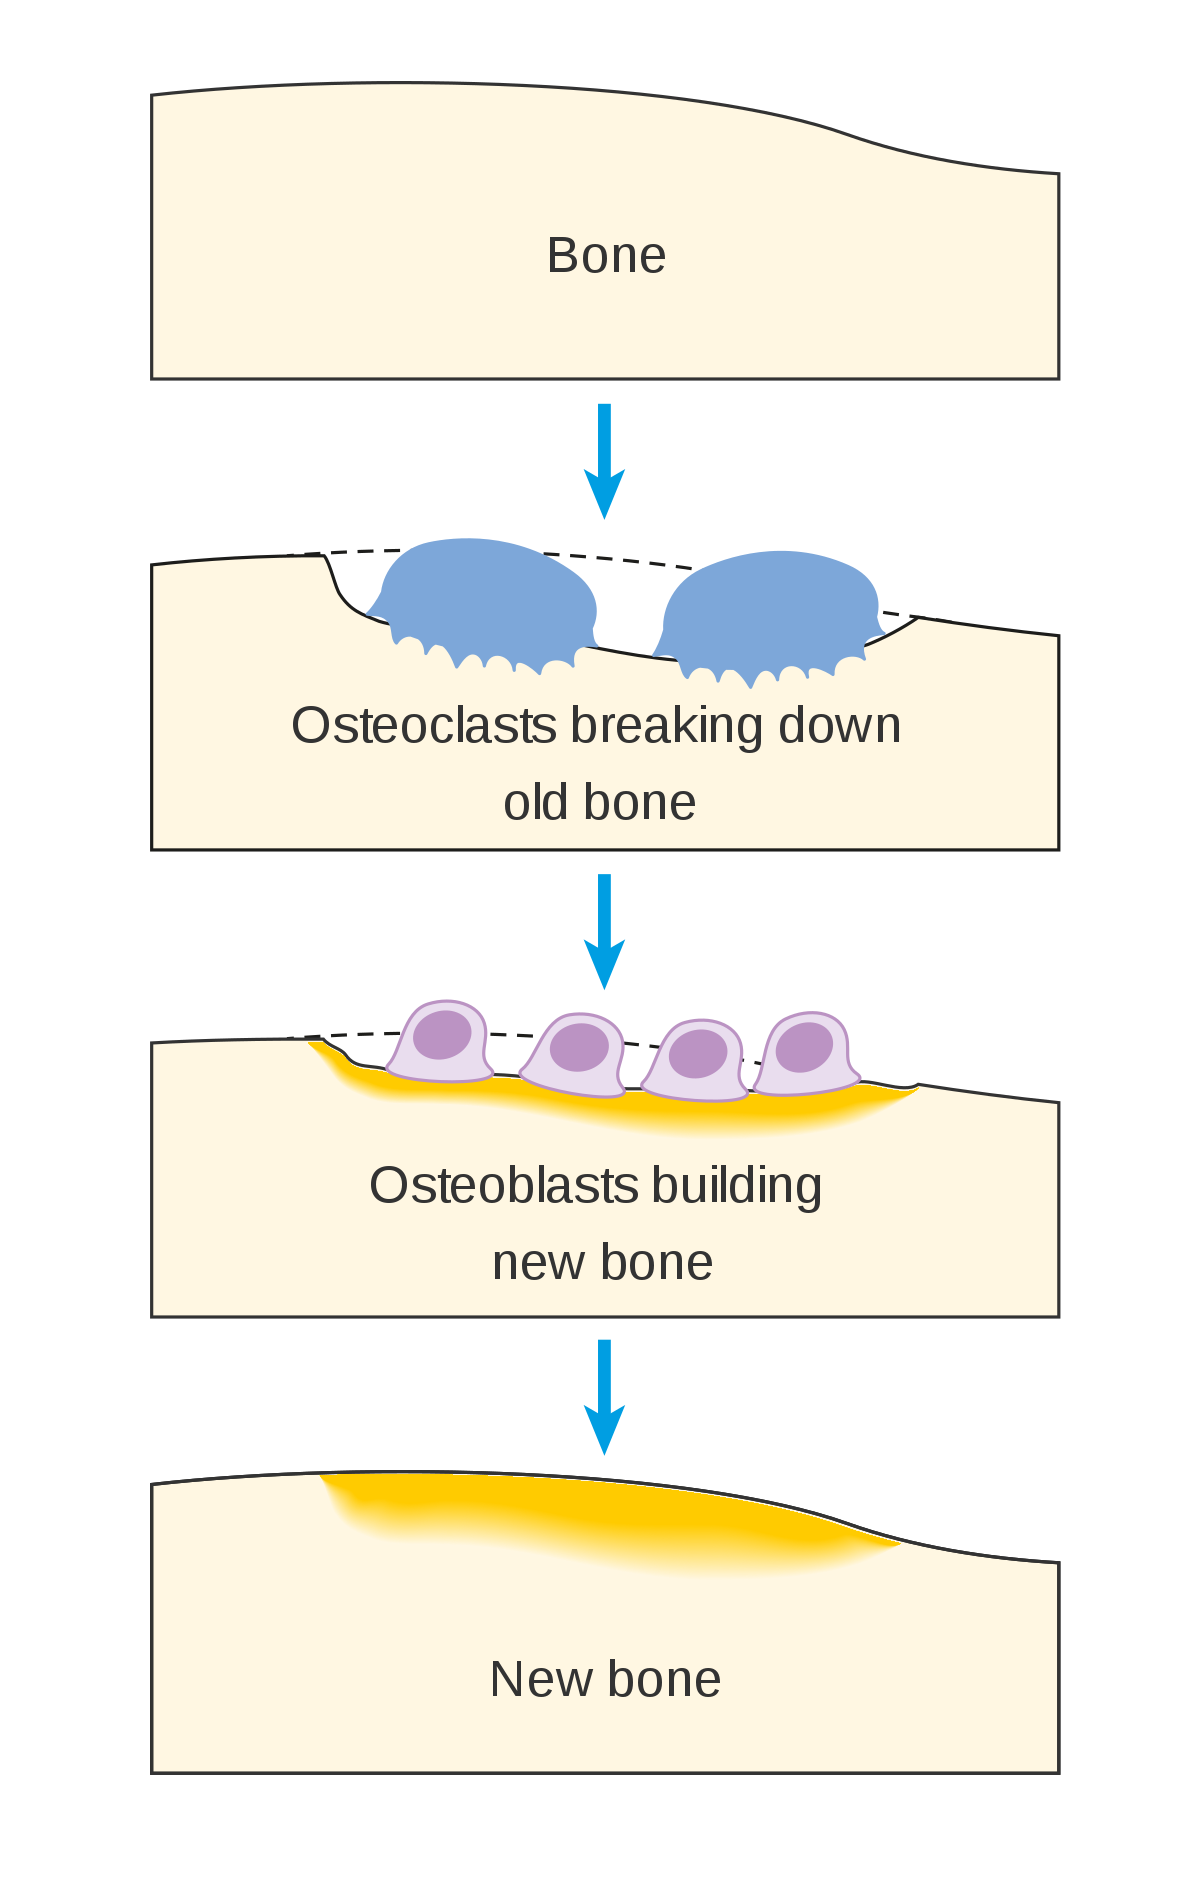 Bone
Osteoclasts breaking down
old bone
Osteoblasts building
new bone
New bone